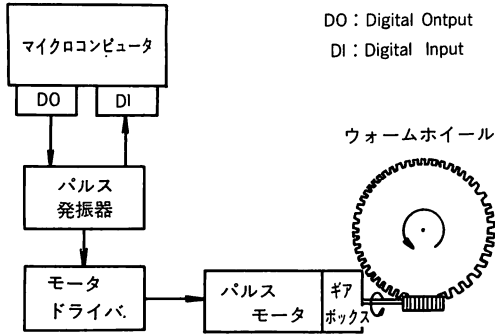 DO：Digital Ontput
DI：Digital Input
マイクロコンピュータ
DO
DI
ウォームホイール
パルス
発振器
モータ
ドライバ.
パルス
モータ
ギア
ボックス